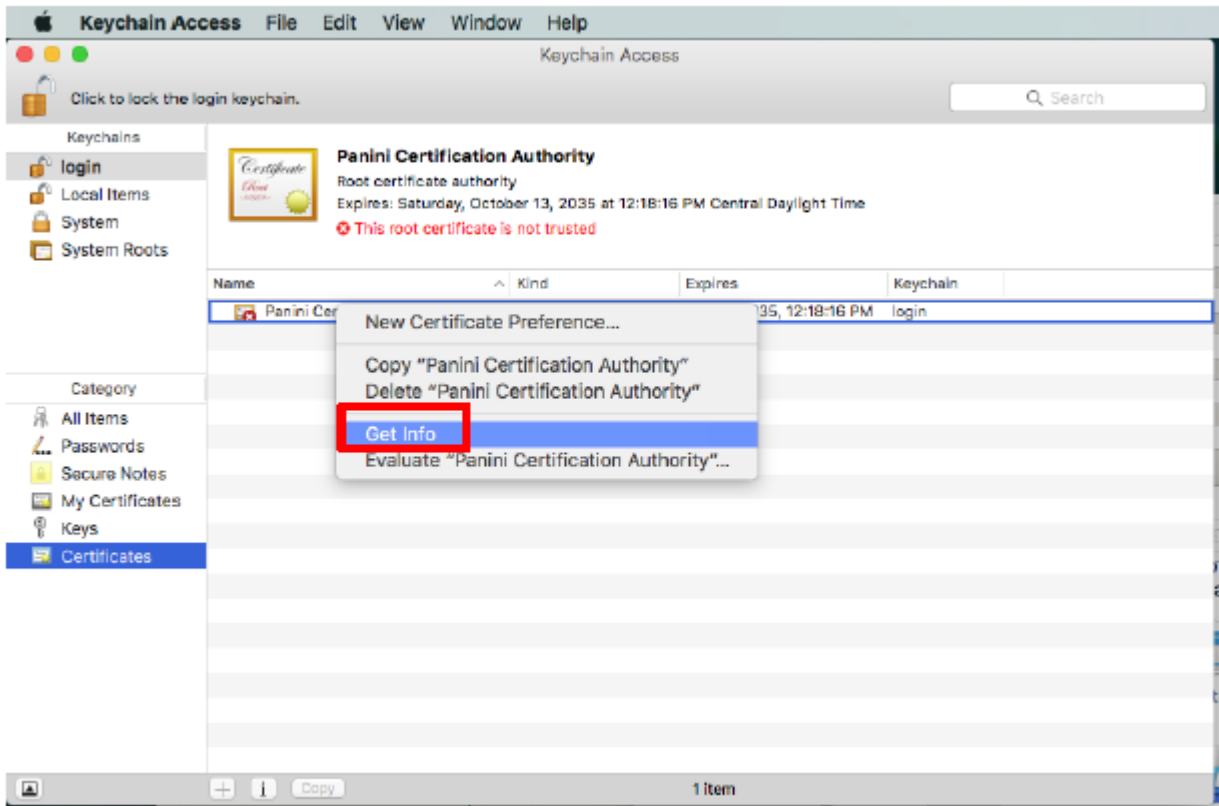 Keychain Access File Edit View Window Help
Keychain Access
Click to lock the login keychain.
Search
Keychains
login
Local Items
System
System Roots
Certificate
Root
Panini Certification Authority
Root certificate authority
Expires: Saturday, October 13, 2035 at 12:18:16 PM Central Daylight Time
This root certificate is not trusted
Name Kind Expires Keychain
Panini Cer 35, 12:18:16 PM login
New Certificate Preference...
Copy “Panini Certification Authority”
Delete “Panini Certification Authority”
Get Info
Evaluate “Panini Certification Authority”...
Category
All Items
Passwords
Secure Notes
My Certificates
Keys
Certificates
Copy
1 item